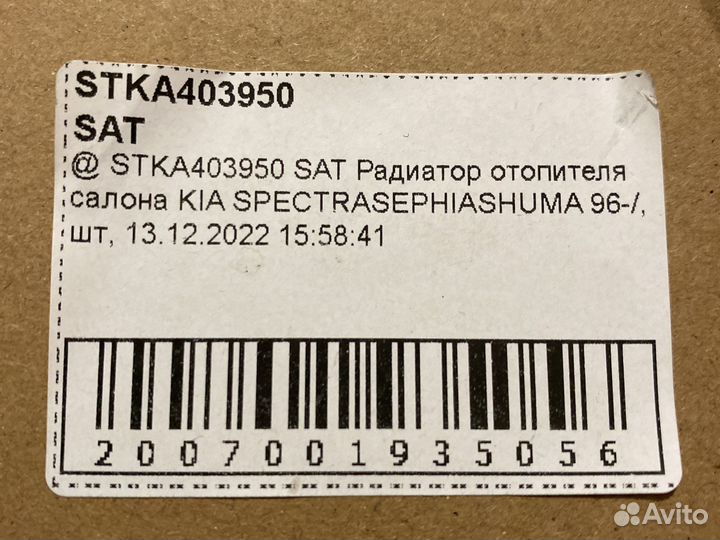 STKA403950
SAT
@ STKA403950 SAT Радиатор отопителя
салона KIA SPECTRASEPHIASHUMA 96-/,
шт, 13.12.2022 15:58:41
2007001935056
Avito